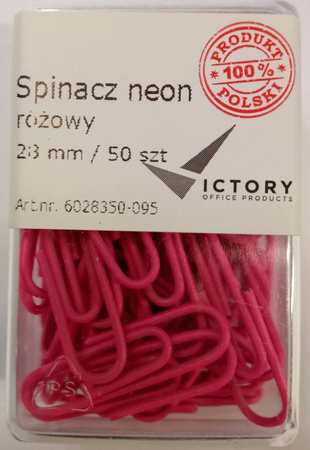 PRODUKT
100%
POLSKI
Spinacz neon
różowy
28 mm / 50 szt
VICTORY
OFFICE PRODUCTS
Art.nr. 6028350-095